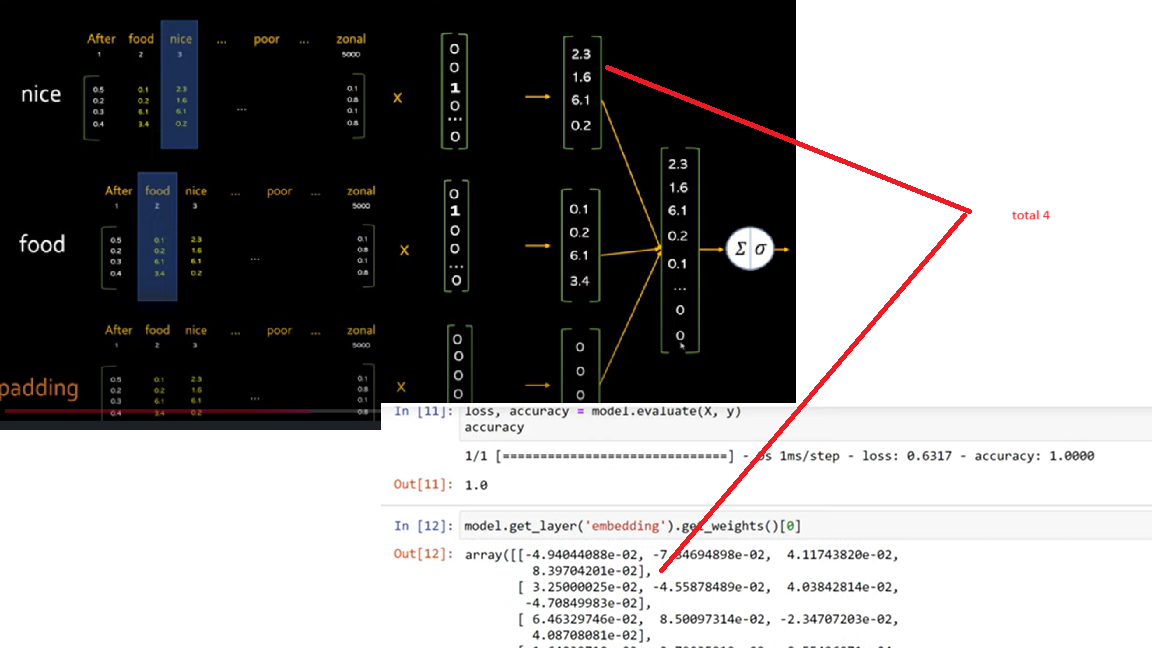 After food nice ... poor ... zonal
1 2 3 5000
nice
0.5 0.1 2.3 0.1
0.2 0.2 1.6 0.8
0.3 6.1 6.1 ... 0.1
0.4 3.4 0.2 0.8
x
0
0
1
0
...
0
2.3
1.6
6.1
0.2
After food nice ... poor ... zonal
1 2 3 5000
food
0.5 0.1 2.3 0.1
0.2 0.2 1.6 0.8
0.3 6.1 6.1 ... 0.1
0.4 3.4 0.2 0.8
x
0
1
0
0
...
0
0.1
0.2
6.1
3.4
2.3
1.6
6.1
0.2
0.1
...
0
0
Σ σ
total 4
After food nice ... poor ... zonal
1 2 3 5000
padding
0.5 0.1 2.3 0.1
0.2 0.2 1.6 0.8
0.3 6.1 6.1 ... 0.1
0.4 3.4 0.2 0.8
x
0
0
0
0
0
0
0
In [11]: loss, accuracy = model.evaluate(X, y)
accuracy
1/1 [==============================] - 0s 1ms/step - loss: 0.6317 - accuracy: 1.0000
Out[11]: 1.0
In [12]: model.get_layer('embedding').get_weights()[0]
Out[12]: array([[-4.94044088e-02, 4.11743820e-02,
8.39704201e-02],
[ 3.25000025e-02, -4.55878489e-02, 4.03842814e-02,
-4.70849983e-02],
[ 6.46329746e-02, 8.50097314e-02, -2.34707203e-02,
4.08708081e-02],